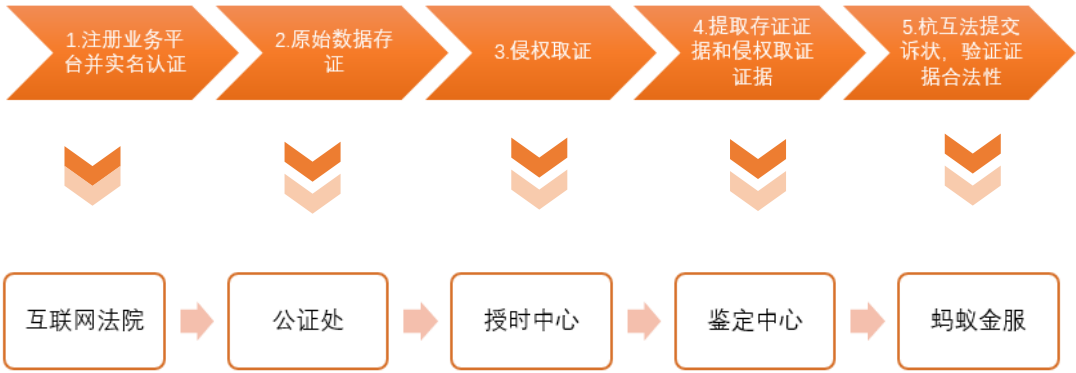 1.注册业务平
台并实名认证
2.原始数据存
证
3.侵权取证
4.提取存证证
据和侵权取证
证据
5.杭互法提交
诉状，验证证
据合法性
互联网法院
公证处
授时中心
鉴定中心
蚂蚁金服